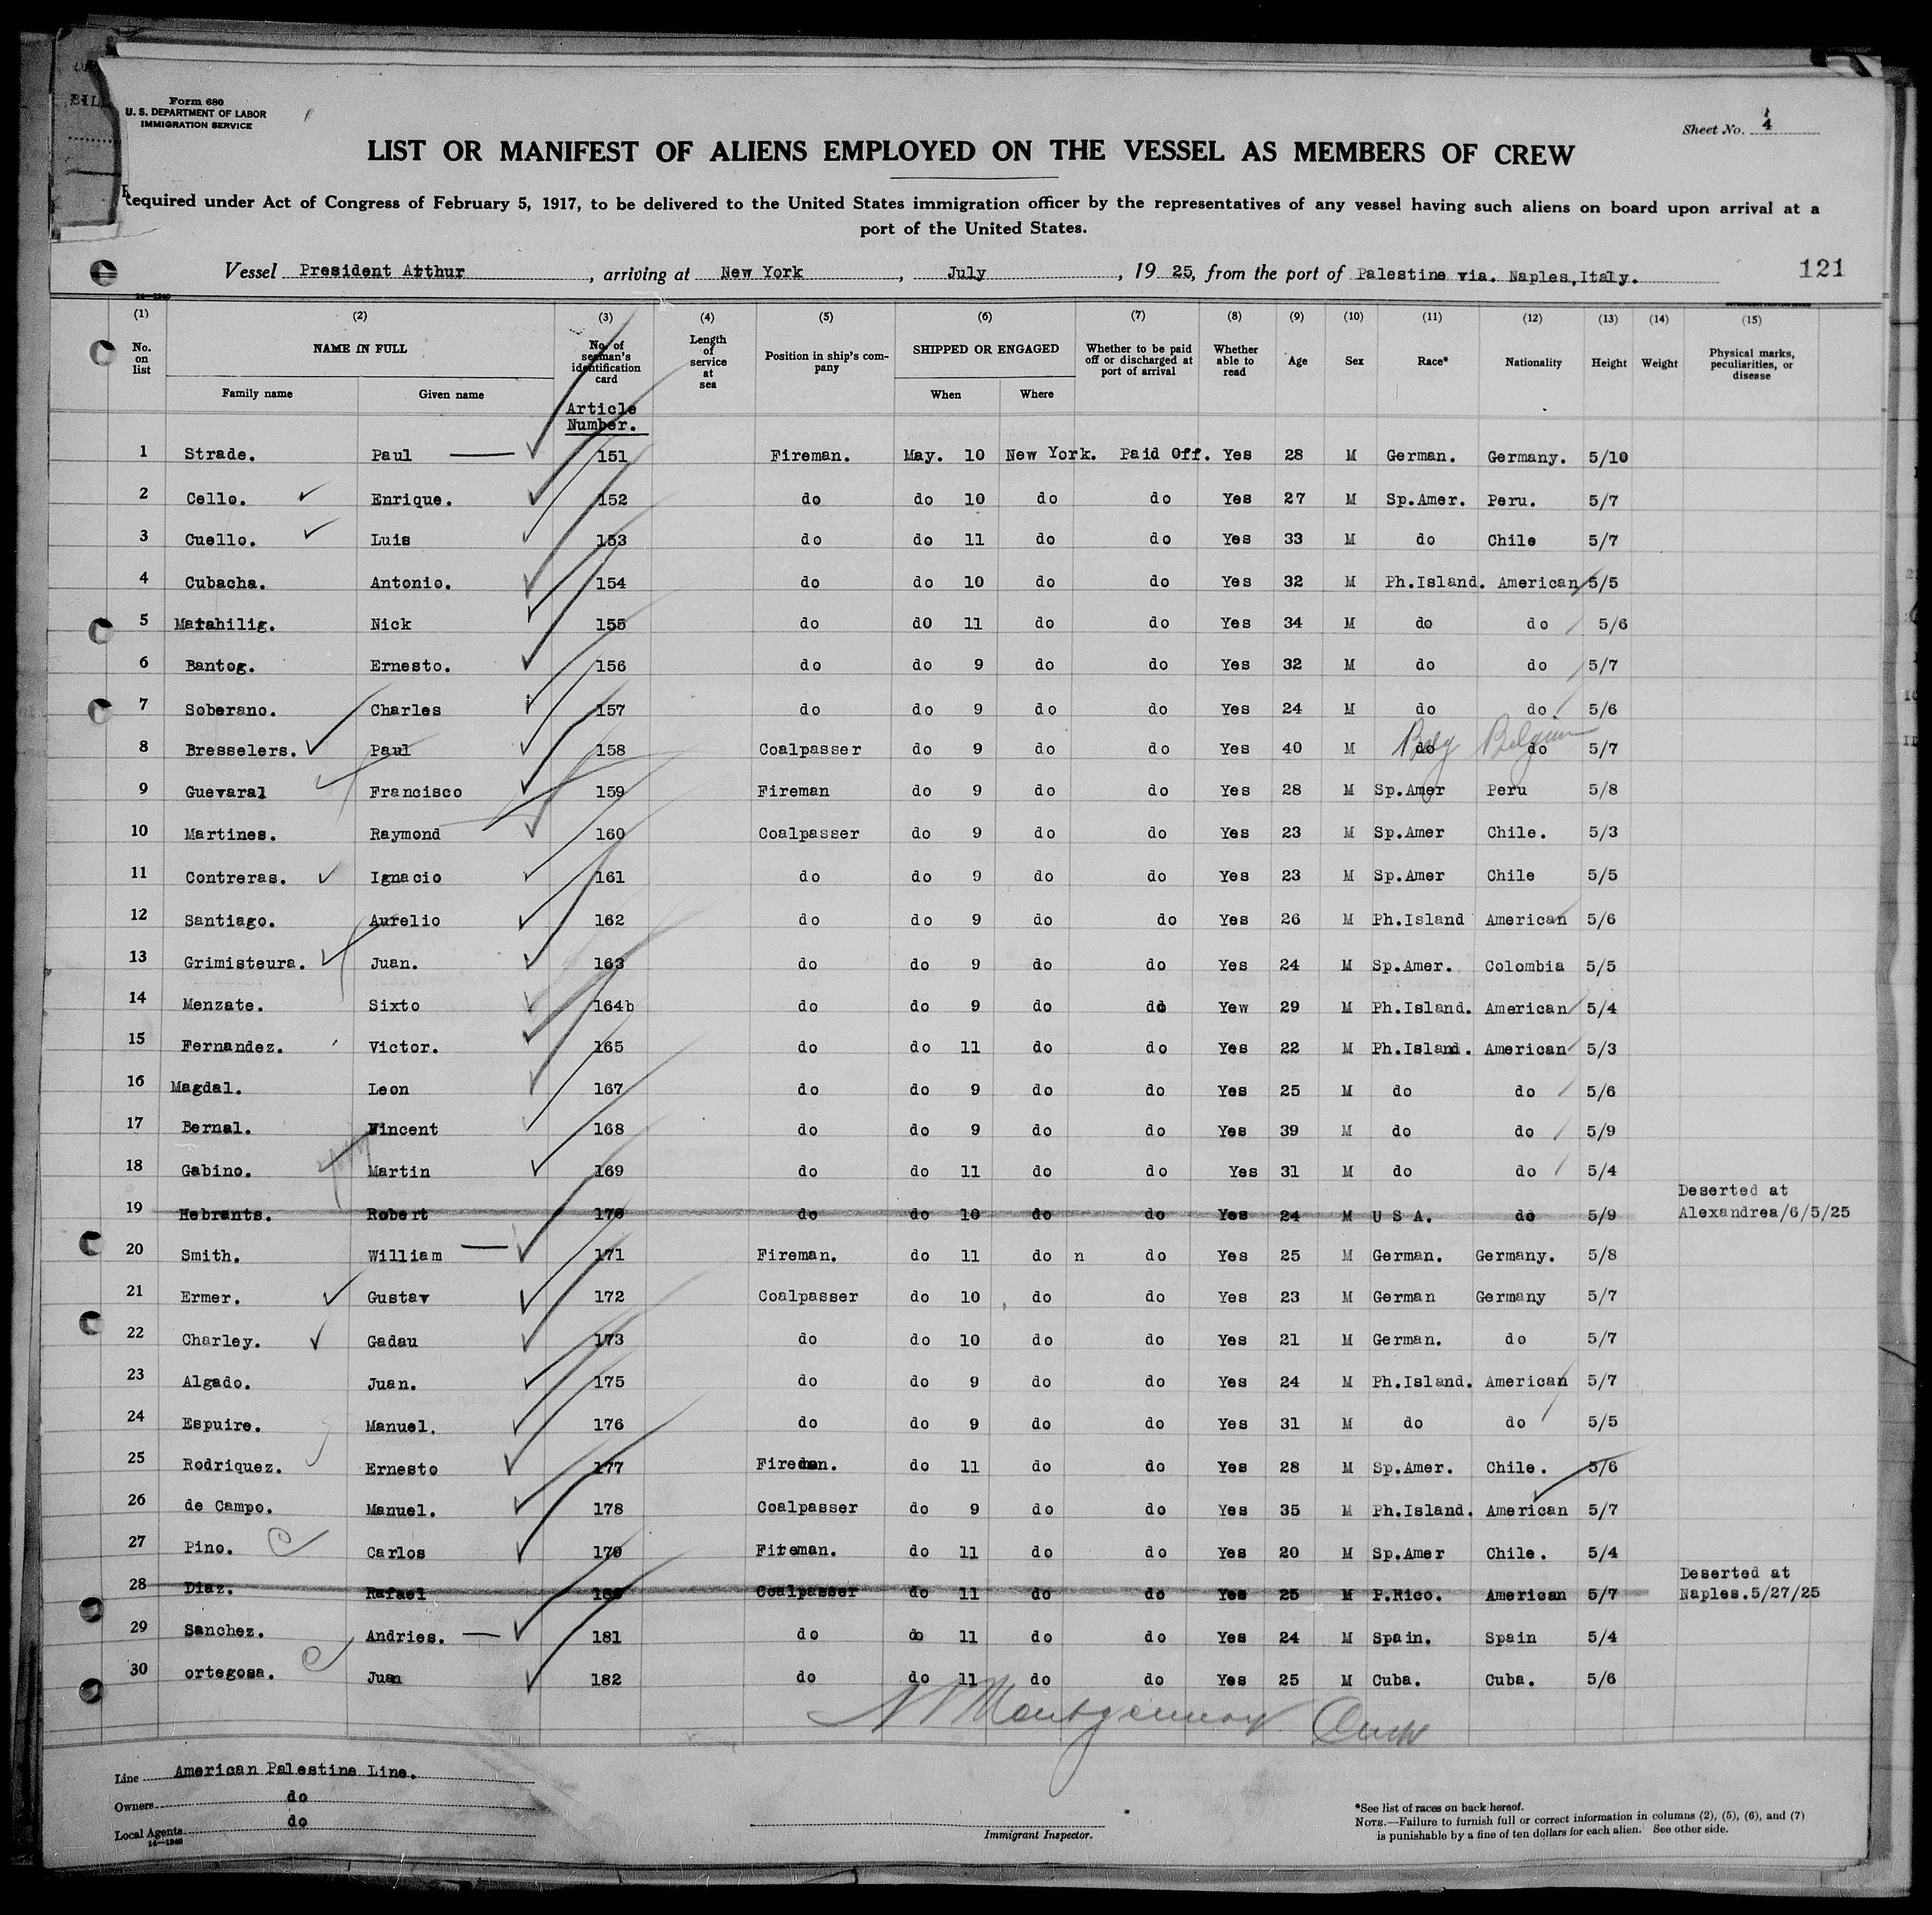 Form 680
U. S. DEPARTMENT OF LABOR
IMMIGRATION SERVICE
Sheet No. 4
LIST OR MANIFEST OF ALIENS EMPLOYED ON THE VESSEL AS MEMBERS OF CREW
Required under Act of Congress of February 5, 1917, to be delivered to the United States immigration officer by the representatives of any vessel having such aliens on board upon arrival at a
port of the United States.
Vessel President Arthur, arriving at New York, July, 1925, from the port of Palestine via. Naples,Italy. 121
(1) (2) (3) (4) (5) (6) (7) (8) (9) (10) (11) (12) (13) (14) (15)
No. on list NAME IN FULL Family name Given name No. of seaman's identification card Length of service at sea Position in ship's company SHIPPED OR ENGAGED When Where Whether to be paid off or discharged at port of arrival Whether able to read Age Sex Race* Nationality Height Weight Physical marks, peculiarities, or disease
Article
Number.
1 Strade. Paul 151 Fireman. May. 10 New York. Paid Off. Yes 28 M German. Germany. 5/10
2 Cello. Enrique. 152 do do 10 do do Yes 27 M Sp.Amer. Peru. 5/7
3 Cuello. Luis 153 do do 11 do do Yes 33 M do Chile 5/7
4 Cubacha. Antonio. 154 do do 10 do do Yes 32 M Ph.Island. American 5/5
5 Marahilig. Nick 155 do do 11 do do Yes 34 M do do 5/6
6 Bantog. Ernesto. 156 do do 9 do do Yes 32 M do do 5/7
7 Soberano. Charles 157 do do 9 do do Yes 24 M do do. 5/6
8 Bresselers. Paul 158 Coalpasser do 9 do do Yes 40 M do Belg do Belgium 5/7
9 Guevaral Francisco 159 Fireman do 9 do do Yes 28 M Sp.Amer Peru 5/8
10 Martines. Raymond 160 Coalpasser do 9 do do Yes 23 M Sp.Amer Chile. 5/3
11 Contreras. Ignacio 161 do do 9 do do Yes 23 M Sp.Amer Chile 5/5
12 Santiago. Aurelio 162 do do 9 do do Yes 26 M Ph.Island American 5/6
13 Grimisteura. Juan. 163 do do 9 do do Yes 24 M Sp.Amer. Colombia 5/5
14 Menzate. Sixto 164b do do 9 do do Yew 29 M Ph.Island. American 5/4
15 Fernandez. Victor. 165 do do 11 do do Yes 22 M Ph.Island. American 5/3
16 Magdal. Leon 167 do do 9 do do Yes 25 M do do 5/6
17 Bernal. Vincent 168 do do 9 do do Yes 39 M do do 5/9
18 Gabino. Martin 169 do do 11 do do Yes 31 M do do 5/4
19 Hebrants. Robert 170 do do 10 do do Yes 24 M U S A. do 5/9 Deserted at Alexandrea/6/5/25
20 Smith. William 171 Fireman. do 11 do n do Yes 25 M German. Germany. 5/8
21 Ermer. Gustav 172 Coalpasser do 10 do do Yes 23 M German Germany 5/7
22 Charley. Gadau 173 do do 10 do do Yes 21 M German. do 5/7
23 Algado. Juan. 175 do do 9 do do Yes 24 M Ph.Island. American 5/7
24 Espuire. Manuel. 176 do do 9 do do Yes 31 M do do 5/5
25 Rodriquez. Ernesto 177 Fireman. do 11 do do Yes 28 M Sp.Amer. Chile. 5/6
26 de Campo. Manuel. 178 Coalpasser do 9 do do Yes 35 M Ph.Island. American 5/7
27 Pino. Carlos 179 Fireman. do 11 do do Yes 20 M Sp.Amer Chile. 5/4
28 Diaz. Rafael 180 Coalpasser do 11 do do Yes 25 M P.Rico. American 5/7 Deserted at Naples.5/27/25
29 Sanchez. Andries. 181 do do 11 do do Yes 24 M Spain. Spain 5/4
30 ortegosa. Juan 182 do do 11 do do Yes 25 M Cuba. Cuba. 5/6
Montgomery
Line American Palestine Line.
Owners do
Local Agents do
14—1240
Immigrant Inspector.
*See list of races on back hereof.
NOTE.—Failure to furnish full or correct information in columns (2), (5), (6), and (7)
is punishable by a fine of ten dollars for each alien. See other side.